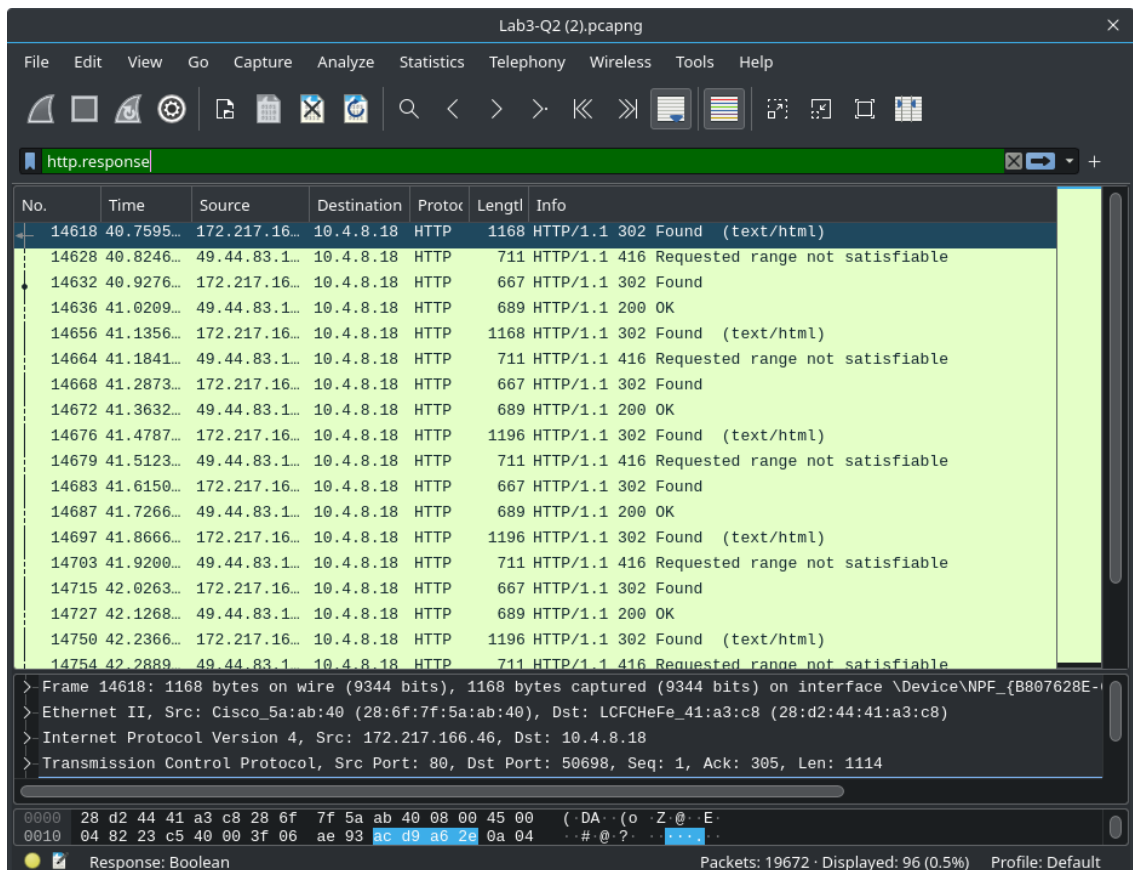 Lab3-Q2 (2).pcapng
File Edit View Go Capture Analyze Statistics Telephony Wireless Tools Help
http.response
No. Time Source Destination Protoc Lengtl Info
14618 40.7595… 172.217.16… 10.4.8.18 HTTP 1168 HTTP/1.1 302 Found (text/html)
14628 40.8246… 49.44.83.1… 10.4.8.18 HTTP 711 HTTP/1.1 416 Requested range not satisfiable
14632 40.9276… 172.217.16… 10.4.8.18 HTTP 667 HTTP/1.1 302 Found
14636 41.0209… 49.44.83.1… 10.4.8.18 HTTP 689 HTTP/1.1 200 OK
14656 41.1356… 172.217.16… 10.4.8.18 HTTP 1168 HTTP/1.1 302 Found (text/html)
14664 41.1841… 49.44.83.1… 10.4.8.18 HTTP 711 HTTP/1.1 416 Requested range not satisfiable
14668 41.2873… 172.217.16… 10.4.8.18 HTTP 667 HTTP/1.1 302 Found
14672 41.3632… 49.44.83.1… 10.4.8.18 HTTP 689 HTTP/1.1 200 OK
14676 41.4787… 172.217.16… 10.4.8.18 HTTP 1196 HTTP/1.1 302 Found (text/html)
14679 41.5123… 49.44.83.1… 10.4.8.18 HTTP 711 HTTP/1.1 416 Requested range not satisfiable
14683 41.6150… 172.217.16… 10.4.8.18 HTTP 667 HTTP/1.1 302 Found
14687 41.7266… 49.44.83.1… 10.4.8.18 HTTP 689 HTTP/1.1 200 OK
14697 41.8666… 172.217.16… 10.4.8.18 HTTP 1196 HTTP/1.1 302 Found (text/html)
14703 41.9200… 49.44.83.1… 10.4.8.18 HTTP 711 HTTP/1.1 416 Requested range not satisfiable
14715 42.0263… 172.217.16… 10.4.8.18 HTTP 667 HTTP/1.1 302 Found
14727 42.1268… 49.44.83.1… 10.4.8.18 HTTP 689 HTTP/1.1 200 OK
14750 42.2366… 172.217.16… 10.4.8.18 HTTP 1196 HTTP/1.1 302 Found (text/html)
14754 42.2889… 49.44.83.1… 10.4.8.18 HTTP 711 HTTP/1.1 416 Requested range not satisfiable
Frame 14618: 1168 bytes on wire (9344 bits), 1168 bytes captured (9344 bits) on interface \Device\NPF_{B807628E-
Ethernet II, Src: Cisco_5a:ab:40 (28:6f:7f:5a:ab:40), Dst: LCFCHeFe_41:a3:c8 (28:d2:44:41:a3:c8)
Internet Protocol Version 4, Src: 172.217.166.46, Dst: 10.4.8.18
Transmission Control Protocol, Src Port: 80, Dst Port: 50698, Seq: 1, Ack: 305, Len: 1114
0000 28 d2 44 41 a3 c8 28 6f 7f 5a ab 40 08 00 45 00 (·DA··(o ·Z·@··E·
0010 04 82 23 c5 40 00 3f 06 ae 93 ac d9 a6 2e 0a 04 ··#·@·?· ·····.··
Response: Boolean Packets: 19672 · Displayed: 96 (0.5%) Profile: Default